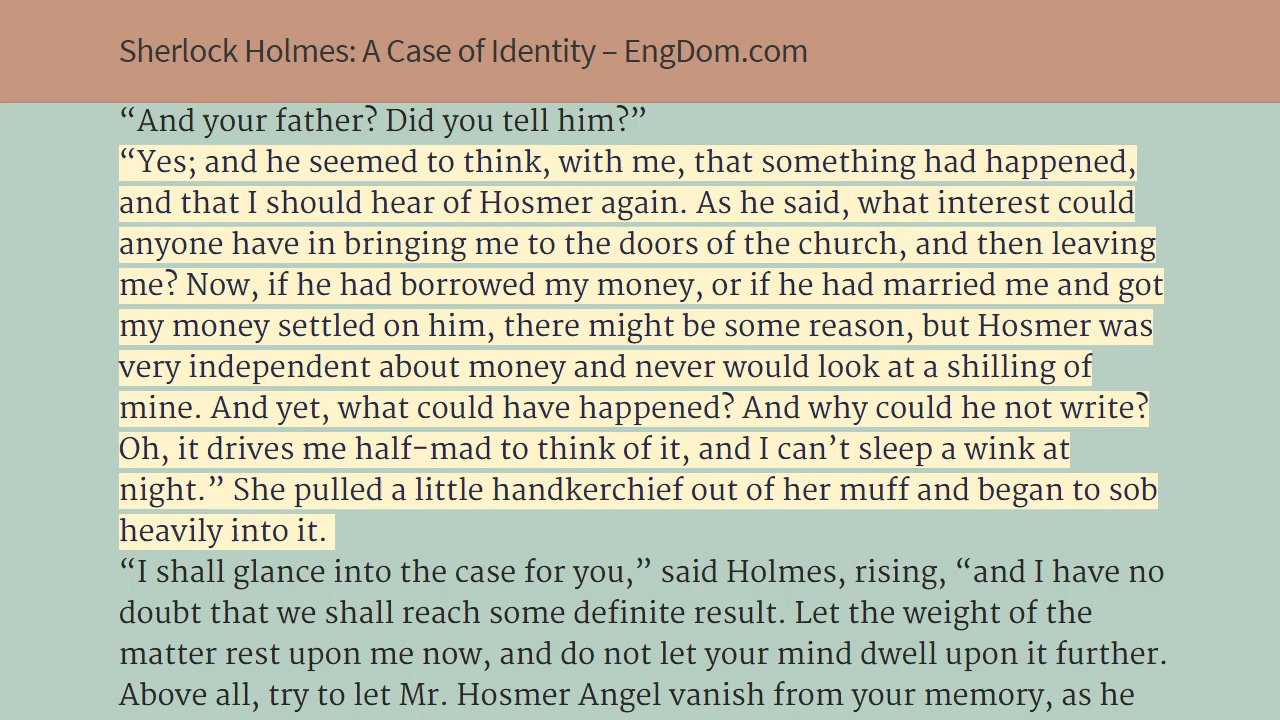 Sherlock Holmes: A Case of Identity – EngDom.com
“And your father? Did you tell him?”
“Yes; and he seemed to think, with me, that something had happened,
and that I should hear of Hosmer again. As he said, what interest could
anyone have in bringing me to the doors of the church, and then leaving
me? Now, if he had borrowed my money, or if he had married me and got
my money settled on him, there might be some reason, but Hosmer was
very independent about money and never would look at a shilling of
mine. And yet, what could have happened? And why could he not write?
Oh, it drives me half-mad to think of it, and I can’t sleep a wink at
night.” She pulled a little handkerchief out of her muff and began to sob
heavily into it.
“I shall glance into the case for you,” said Holmes, rising, “and I have no
doubt that we shall reach some definite result. Let the weight of the
matter rest upon me now, and do not let your mind dwell upon it further.
Above all, try to let Mr. Hosmer Angel vanish from your memory, as he